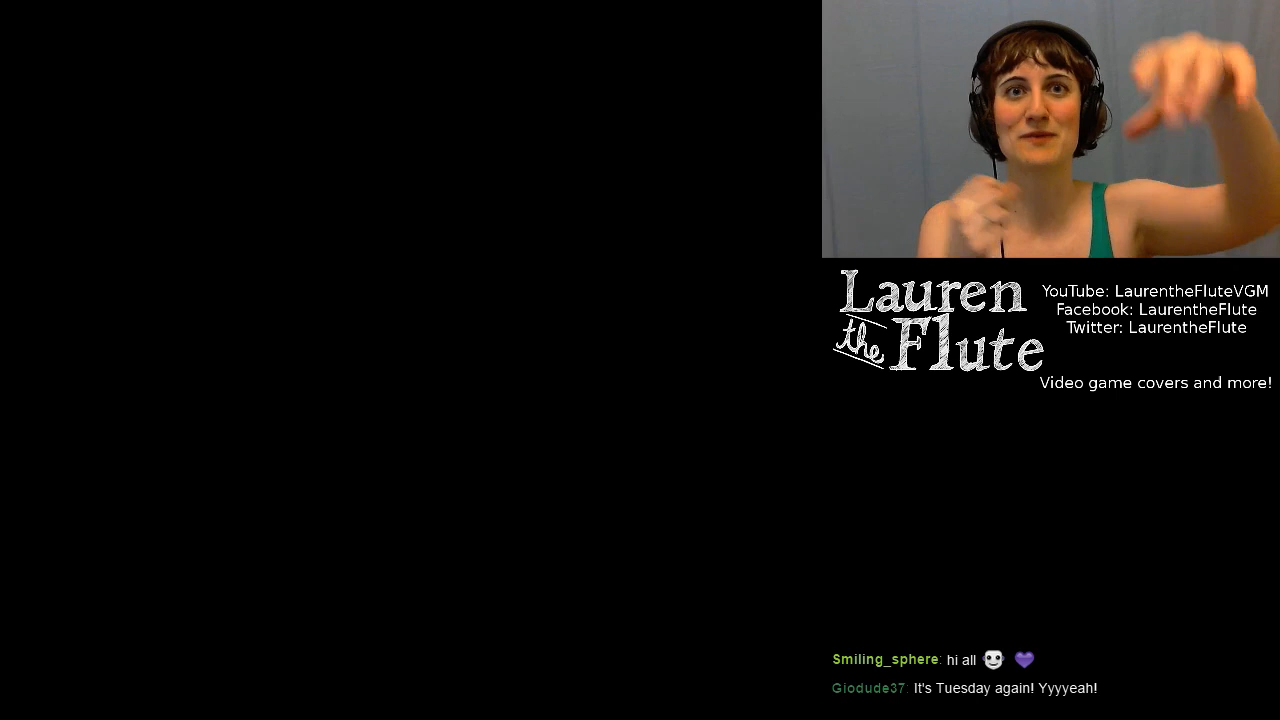 Lauren
the Flute
YouTube: LaurentheFluteVGM
Facebook: LaurentheFlute
Twitter: LaurentheFlute
Video game covers and more!
Smiling_sphere: hi all
Giodude37: It's Tuesday again! Yyyyeah!